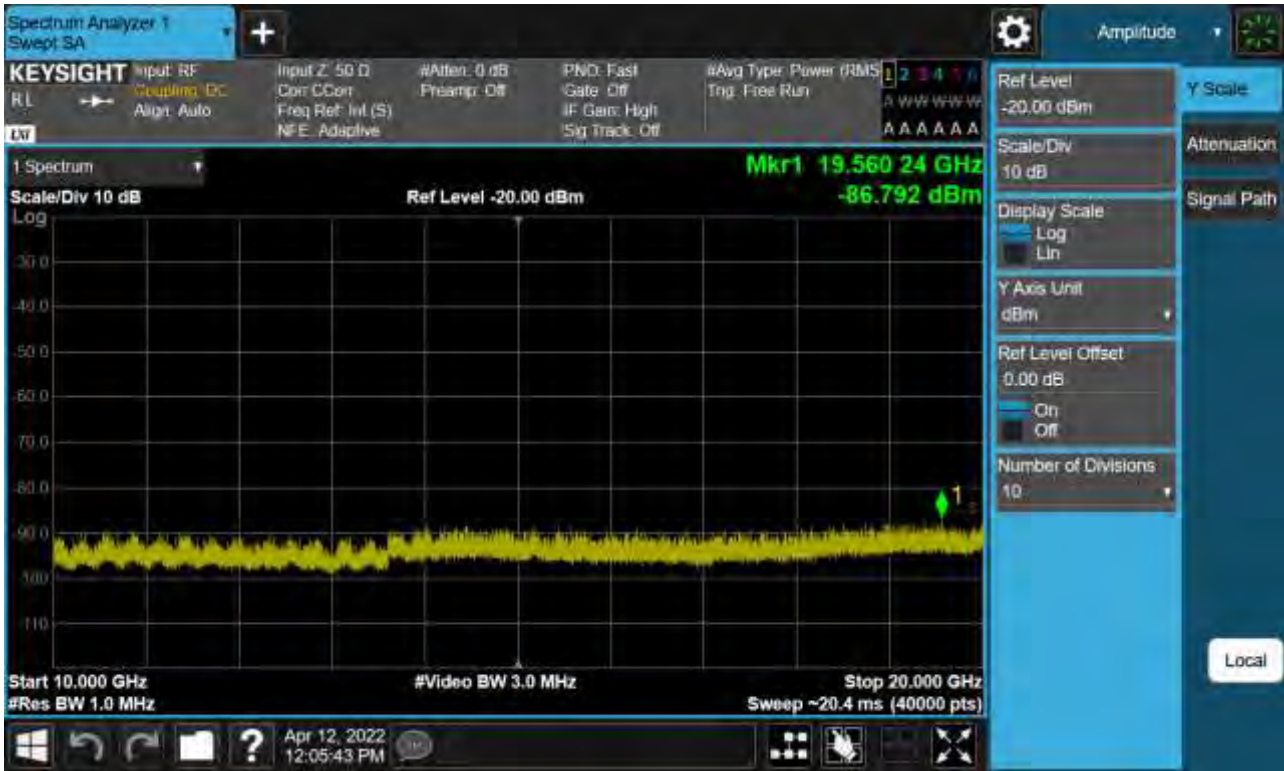 Spectrum Analyzer 1
Swept SA
+
Amplitude
KEYSIGHT
RL
LXI
Input: RF
Coupling: DC
Align: Auto
Input Z: 50 Ω
Corr CCorr
Freq Ref: Int (S)
NFE: Adaptive
#Atten: 0 dB
Preamp: Off
PNO: Fast
Gate: Off
IF Gain: High
Sig Track: Off
#Avg Type: Power (RMS
Trig: Free Run
1 2 3 4 5 6
A W W W W W
A A A A A A
1 Spectrum
Scale/Div 10 dB
Ref Level -20.00 dBm
Mkr1 19.560 24 GHz
-86.792 dBm
Log
-30.0
-40.0
-50.0
-60.0
-70.0
-80.0
-90.0
-100
-110
1
Start 10.000 GHz
#Res BW 1.0 MHz
#Video BW 3.0 MHz
Stop 20.000 GHz
Sweep ~20.4 ms (40000 pts)
Ref Level
-20.00 dBm
Scale/Div
10 dB
Display Scale
Log
Lin
Y Axis Unit
dBm
Ref Level Offset
0.00 dB
On
Off
Number of Divisions
10
Y Scale
Attenuation
Signal Path
Local
?
Apr 12, 2022
12:05:43 PM